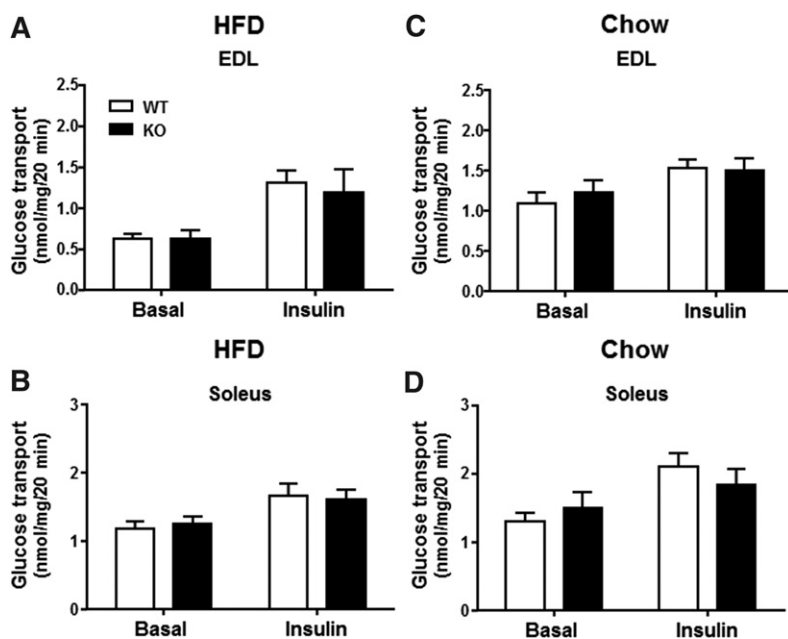 A
HFD
EDL
Glucose transport
(nmol/mg/20 min)
2.5
2.0
1.5
1.0
0.5
0.0
WT
KO
Basal
Insulin
C
Chow
EDL
Glucose transport
(nmol/mg/20 min)
2.5
2.0
1.5
1.0
0.5
0.0
Basal
Insulin
B
HFD
Soleus
Glucose transport
(nmol/mg/20 min)
3
2
1
0
Basal
Insulin
D
Chow
Soleus
Glucose transport
(nmol/mg/20 min)
3
2
1
0
Basal
Insulin